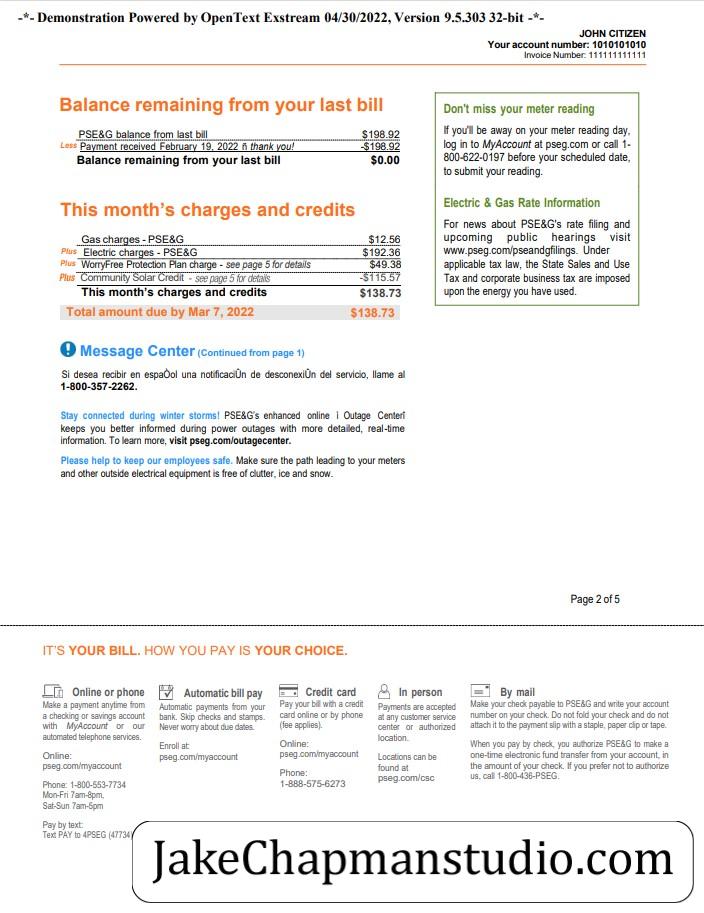 -*- Demonstration Powered by OpenText Exstream 04/30/2022, Version 9.5.303 32-bit -*-
JOHN CITIZEN
Your account number: 1010101010
Invoice Number: 111111111111
Balance remaining from your last bill
PSE&G balance from last bill $198.92
Less Payment received February 19, 2022 ñ thank you! -$198.92
Balance remaining from your last bill $0.00
This month's charges and credits
Gas charges - PSE&G $12.56
Plus Electric charges - PSE&G $192.36
Plus WorryFree Protection Plan charge - see page 5 for details $49.38
Plus Community Solar Credit - see page 5 for details -$115.57
This month's charges and credits $138.73
Total amount due by Mar 7, 2022 $138.73
Message Center (Continued from page 1)
Si desea recibir en espaÒol una notificaciÛn de desconexiÛn del servicio, llame al
1-800-357-2262.
Stay connected during winter storms! PSE&G's enhanced online ì Outage Centerî
keeps you better informed during power outages with more detailed, real-time
information. To learn more, visit pseg.com/outagecenter.
Please help to keep our employees safe. Make sure the path leading to your meters
and other outside electrical equipment is free of clutter, ice and snow.
Don't miss your meter reading
If you'll be away on your meter reading day,
log in to MyAccount at pseg.com or call 1-
800-622-0197 before your scheduled date,
to submit your reading.
Electric & Gas Rate Information
For news about PSE&G's rate filing and
upcoming public hearings visit
www.pseg.com/pseandgfilings. Under
applicable tax law, the State Sales and Use
Tax and corporate business tax are imposed
upon the energy you have used.
Page 2 of 5
IT'S YOUR BILL. HOW YOU PAY IS YOUR CHOICE.
Online or phone
Make a payment anytime from
a checking or savings account
with MyAccount or our
automated telephone services.
Online:
pseg.com/myaccount
Phone: 1-800-553-7734
Mon-Fri 7am-8pm,
Sat-Sun 7am-5pm
Pay by text:
Text PAY to 4PSEG (47734)
Automatic bill pay
Automatic payments from your
bank. Skip checks and stamps.
Never worry about due dates.
Enroll at:
pseg.com/myaccount
Credit card
Pay your bill with a credit
card online or by phone
(fee applies).
Online:
pseg.com/myaccount
Phone:
1-888-575-6273
In person
Payments are accepted
at any customer service
center or authorized
location.
Locations can be
found at
pseg.com/csc
By mail
Make your check payable to PSE&G and write your account
number on your check. Do not fold your check and do not
attach it to the payment slip with a staple, paper clip or tape.
When you pay by check, you authorize PSE&G to make a
one-time electronic fund transfer from your account, in
the amount of your check. If you prefer not to authorize
us, call 1-800-436-PSEG.
JakeChapmanstudio.com